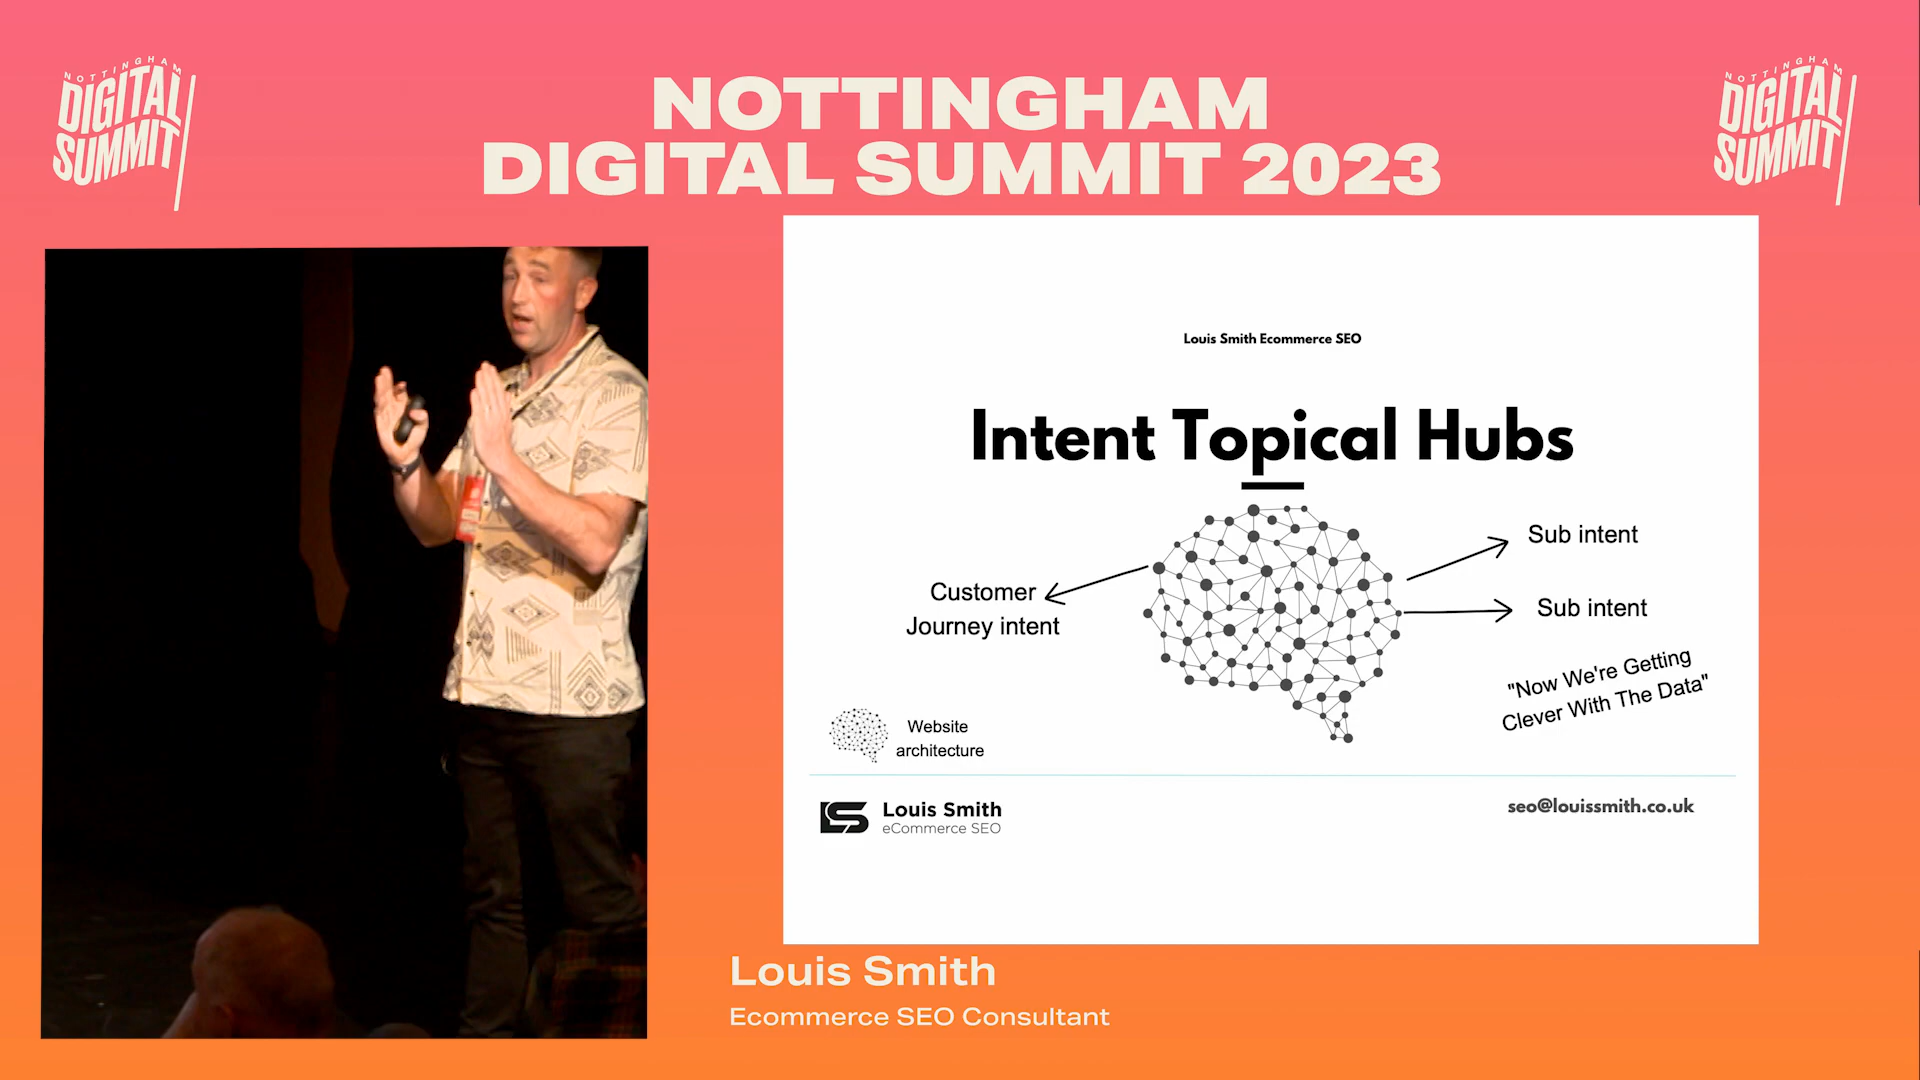 NOTTINGHAM
DIGITAL
SUMMIT
NOTTINGHAM
DIGITAL SUMMIT 2023
NOTTINGHAM
DIGITAL
SUMMIT
Louis Smith Ecommerce SEO
Intent Topical Hubs
Customer
Journey intent
Sub intent
Sub intent
"Now We're Getting
Clever With The Data"
Website
architecture
LS
Louis Smith
eCommerce SEO
seo@louissmith.co.uk
Louis Smith
Ecommerce SEO Consultant